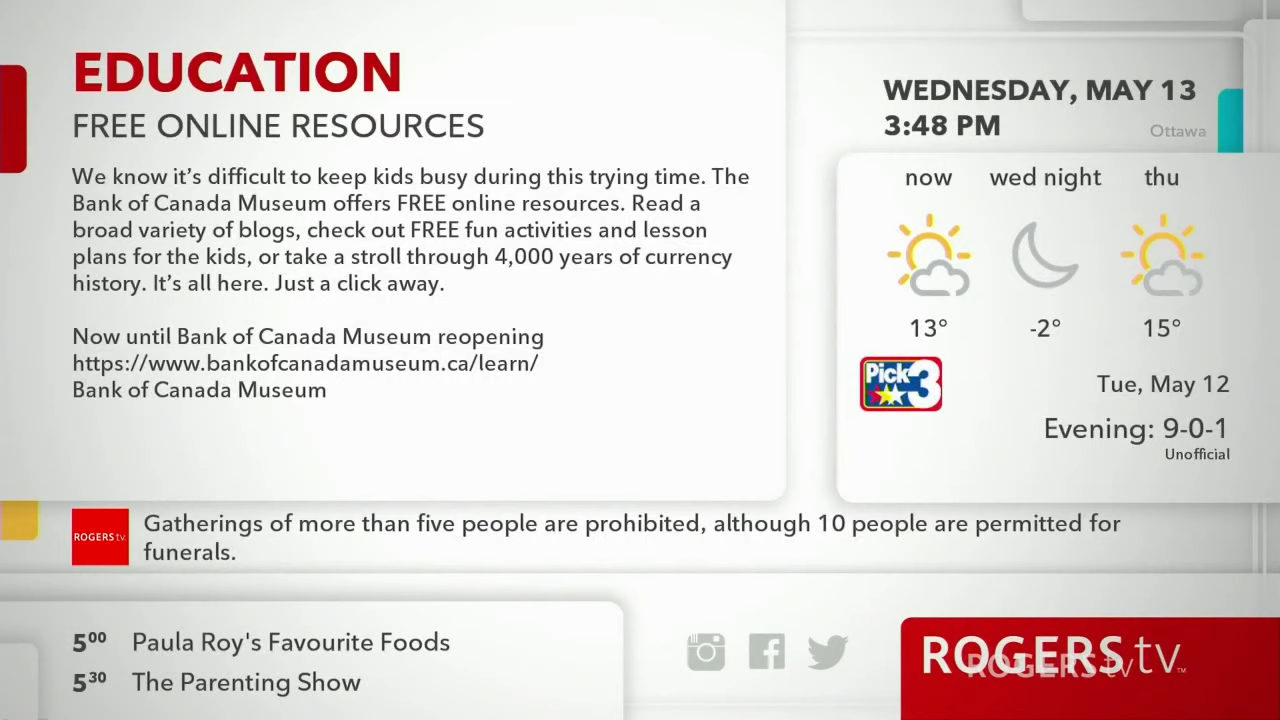 EDUCATION
FREE ONLINE RESOURCES
We know it’s difficult to keep kids busy during this trying time. The
Bank of Canada Museum offers FREE online resources. Read a
broad variety of blogs, check out FREE fun activities and lesson
plans for the kids, or take a stroll through 4,000 years of currency
history. It’s all here. Just a click away.
Now until Bank of Canada Museum reopening
https://www.bankofcanadamuseum.ca/learn/
Bank of Canada Museum
WEDNESDAY, MAY 13
3:48 PM
Ottawa
now wed night thu
13° -2° 15°
Pick 3
Tue, May 12
Evening: 9-0-1
Unofficial
ROGERS tv
Gatherings of more than five people are prohibited, although 10 people are permitted for
funerals.
5⁰⁰ Paula Roy's Favourite Foods
5³⁰ The Parenting Show
ROGERS tv™
ROGERS tv